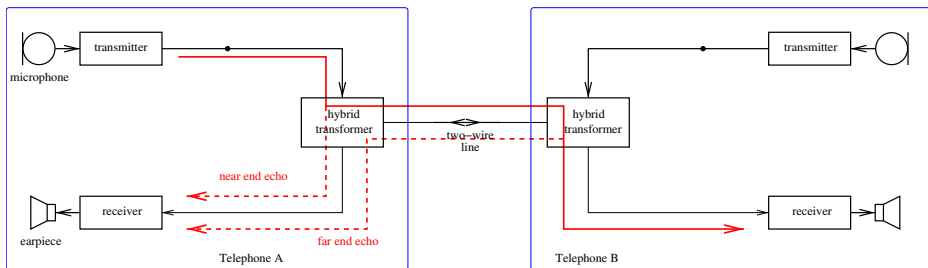 transmitter
transmitter
microphone
hybrid
transformer
two-wire
line
hybrid
transformer
near end echo
receiver
receiver
earpiece
far end echo
Telephone A
Telephone B